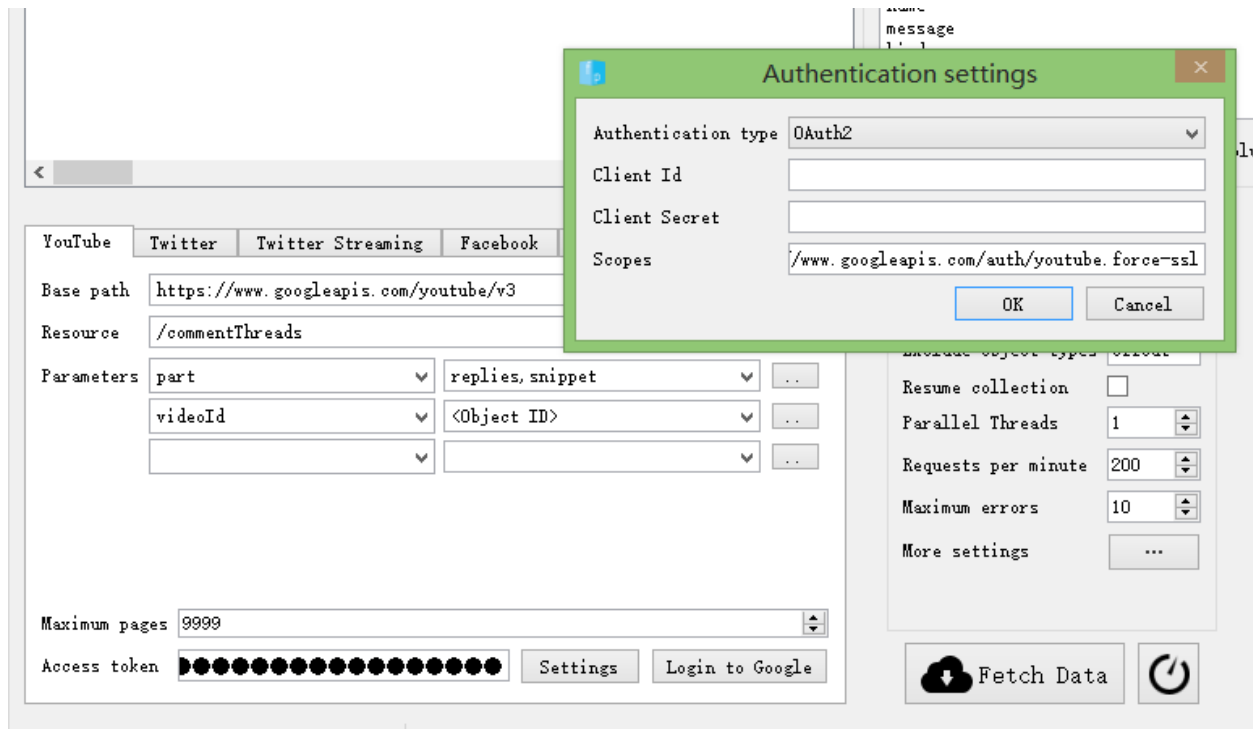 message
Authentication settings
Authentication type OAuth2
Client Id
Client Secret
Scopes /www.googleapis.com/auth/youtube.force-ssl
OK Cancel
YouTube Twitter Twitter Streaming Facebook
Base path https://www.googleapis.com/youtube/v3
Resource /commentThreads
Parameters part replies,snippet ..
videoId <Object ID> ..
..
Resume collection
Parallel Threads 1
Requests per minute 200
Maximum errors 10
More settings ...
Maximum pages 9999
Access token Settings Login to Google
Fetch Data